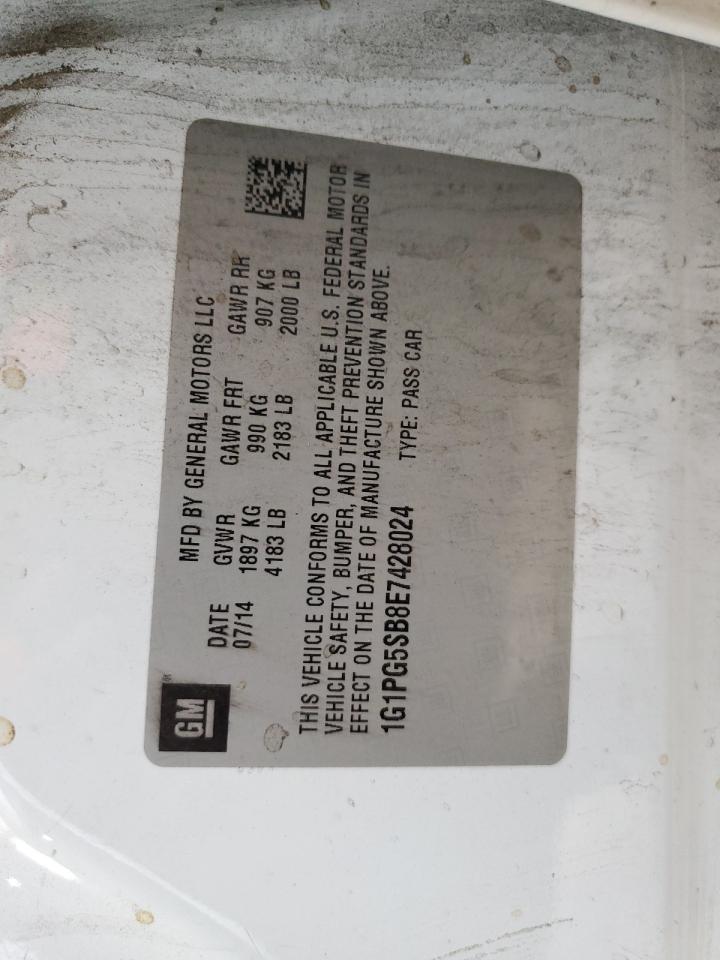 GM
MFD BY GENERAL MOTORS LLC
DATE GVWR GAWR FRT GAWR RR
07/14 1897 KG 990 KG 907 KG
4183 LB 2183 LB 2000 LB
THIS VEHICLE CONFORMS TO ALL APPLICABLE U.S. FEDERAL MOTOR
VEHICLE SAFETY, BUMPER, AND THEFT PREVENTION STANDARDS IN
EFFECT ON THE DATE OF MANUFACTURE SHOWN ABOVE.
1G1PG5SB8E7428024 TYPE: PASS CAR